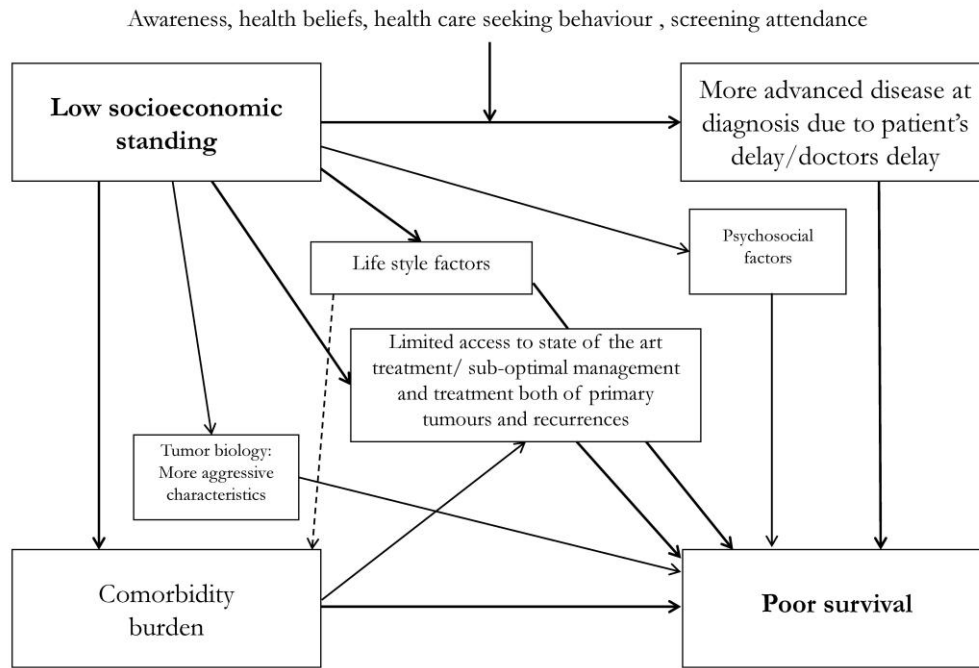 Awareness, health beliefs, health care seeking behaviour , screening attendance
Low socioeconomic
standing
More advanced disease at
diagnosis due to patient's
delay/doctors delay
Psychosocial
factors
Life style factors
Limited access to state of the art
treatment/ sub-optimal management
and treatment both of primary
tumours and recurrences
Tumor biology:
More aggressive
characteristics
Comorbidity
burden
Poor survival